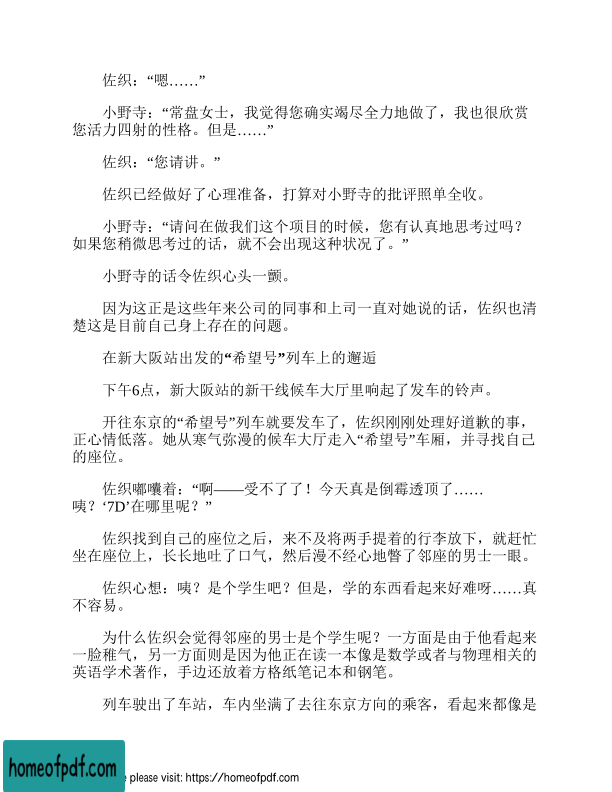 佐织：“嗯……”
小野寺：“常盘女士，我觉得您确实竭尽全力地做了，我也很欣赏
您活力四射的性格。但是……”
佐织：“您请讲。”
佐织已经做好了心理准备，打算对小野寺的批评照单全收。
小野寺：“请问在做我们这个项目的时候，您有认真地思考过吗？
如果您稍微思考过的话，就不会出现这种状况了。”
小野寺的话令佐织心头一颤。
因为这正是这些年来公司的同事和上司一直对她说的话，佐织也清
楚这是目前自己身上存在的问题。
在新大阪站出发的“希望号”列车上的邂逅
下午6点，新大阪站的新干线候车大厅里响起了发车的铃声。
开往东京的“希望号”列车就要发车了，佐织刚刚处理好道歉的事，
正心情低落。她从寒气弥漫的候车大厅走入“希望号”车厢，并寻找自己
的座位。
佐织嘟囔着：“啊——受不了了！今天真是倒霉透顶了……
咦？‘7D’在哪里呢？”
佐织找到自己的座位之后，来不及将两手提着的行李放下，就赶忙
坐在座位上，长长地吐了口气，然后漫不经心地瞥了邻座的男士一眼。
佐织心想：咦？是个学生吧？但是，学的东西看起来好难呀……真
不容易。
为什么佐织会觉得邻座的男士是个学生呢？一方面是由于他看起来
一脸稚气，另一方面则是因为他正在读一本像是数学或者与物理相关的
英语学术著作，手边还放着方格纸笔记本和钢笔。
列车驶出了车站，车内坐满了去往东京方向的乘客，看起来都像是
homeofpdf.com
e please visit: https://homeofpdf.com